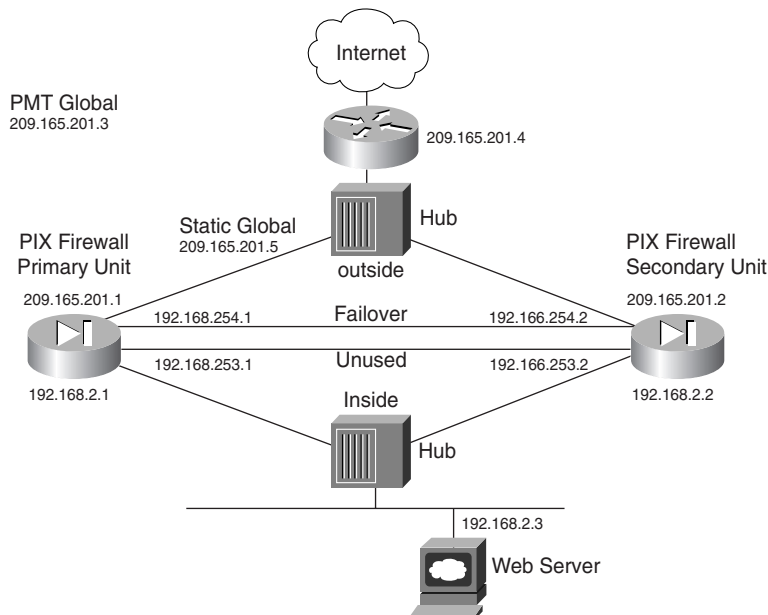 Internet
PMT Global
209.165.201.3
209.165.201.4
Static Global
209.165.201.5
Hub
outside
PIX Firewall
Primary Unit
209.165.201.1
PIX Firewall
Secondary Unit
209.165.201.2
192.168.254.1
Failover
192.166.254.2
192.168.253.1
Unused
192.166.253.2
192.168.2.1
192.168.2.2
Inside
Hub
192.168.2.3
Web Server